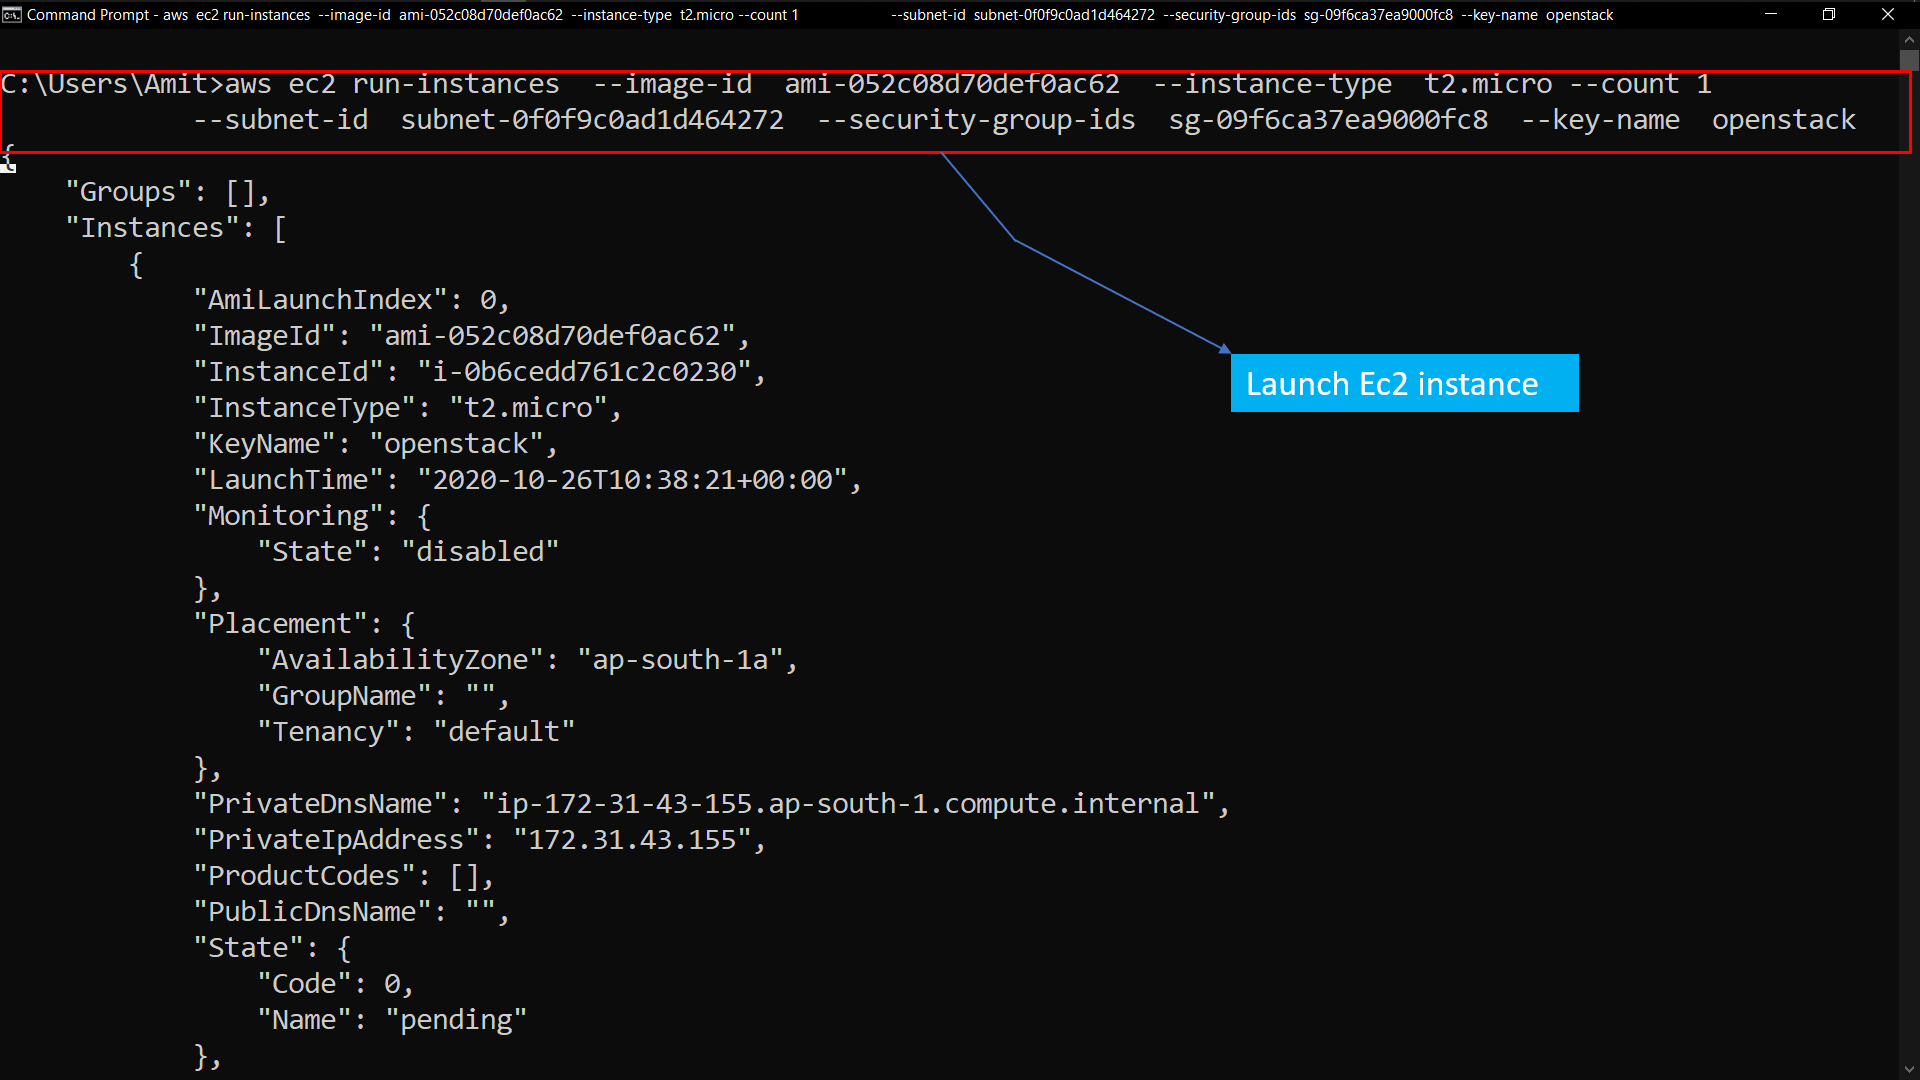 Command Prompt - aws  ec2 run-instances  --image-id  ami-052c08d70def0ac62  --instance-type  t2.micro --count 1                       --subnet-id  subnet-0f0f9c0ad1d464272  --security-group-ids  sg-09f6ca37ea9000fc8  --key-name  openstack
C:\Users\Amit>aws ec2 run-instances  --image-id  ami-052c08d70def0ac62  --instance-type  t2.micro --count 1
            --subnet-id  subnet-0f0f9c0ad1d464272  --security-group-ids  sg-09f6ca37ea9000fc8  --key-name  openstack
{
    "Groups": [],
    "Instances": [
        {
            "AmiLaunchIndex": 0,
            "ImageId": "ami-052c08d70def0ac62",
            "InstanceId": "i-0b6cedd761c2c0230",
            "InstanceType": "t2.micro",
            "KeyName": "openstack",
            "LaunchTime": "2020-10-26T10:38:21+00:00",
            "Monitoring": {
                "State": "disabled"
            },
            "Placement": {
                "AvailabilityZone": "ap-south-1a",
                "GroupName": "",
                "Tenancy": "default"
            },
            "PrivateDnsName": "ip-172-31-43-155.ap-south-1.compute.internal",
            "PrivateIpAddress": "172.31.43.155",
            "ProductCodes": [],
            "PublicDnsName": "",
            "State": {
                "Code": 0,
                "Name": "pending"
            },
Launch Ec2 instance